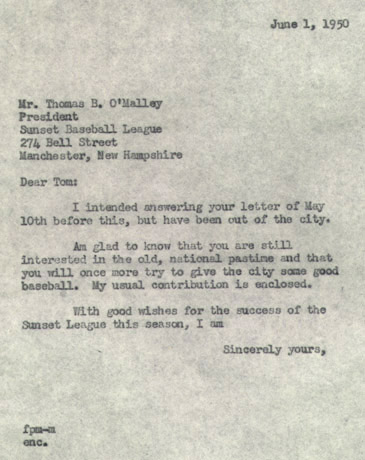 June 1, 1950
Mr. Thomas B. O'Malley
President
Sunset Baseball League
274 Bell Street
Manchester, New Hampshire
Dear Tom:
I intended answering your letter of May
10th before this, but have been out of the city.
Am glad to know that you are still
interested in the old, national pastime and that
you will once more try to give the city some good
baseball. My usual contribution is enclosed.
With good wishes for the success of the
Sunset League this season, I am
Sincerely yours,
fpm-m
enc.